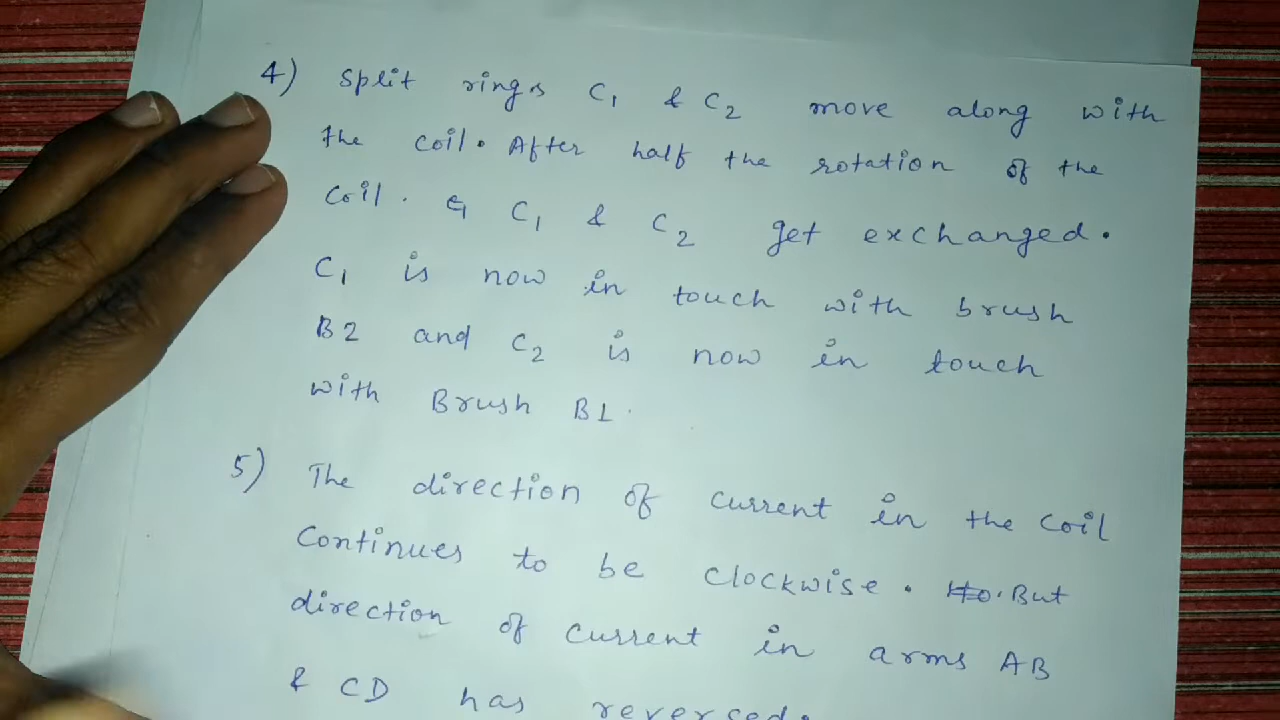 4) Split rings C1 & C2 move along with
the coil. After half the rotation of the
coil. C1 & C2 get exchanged.
C1 is now in touch with brush
B2 and C2 is now in touch
with Brush B1.
5) The direction of current in the coil
Continues to be clockwise. But
direction of current in arms AB
& CD has reversed.